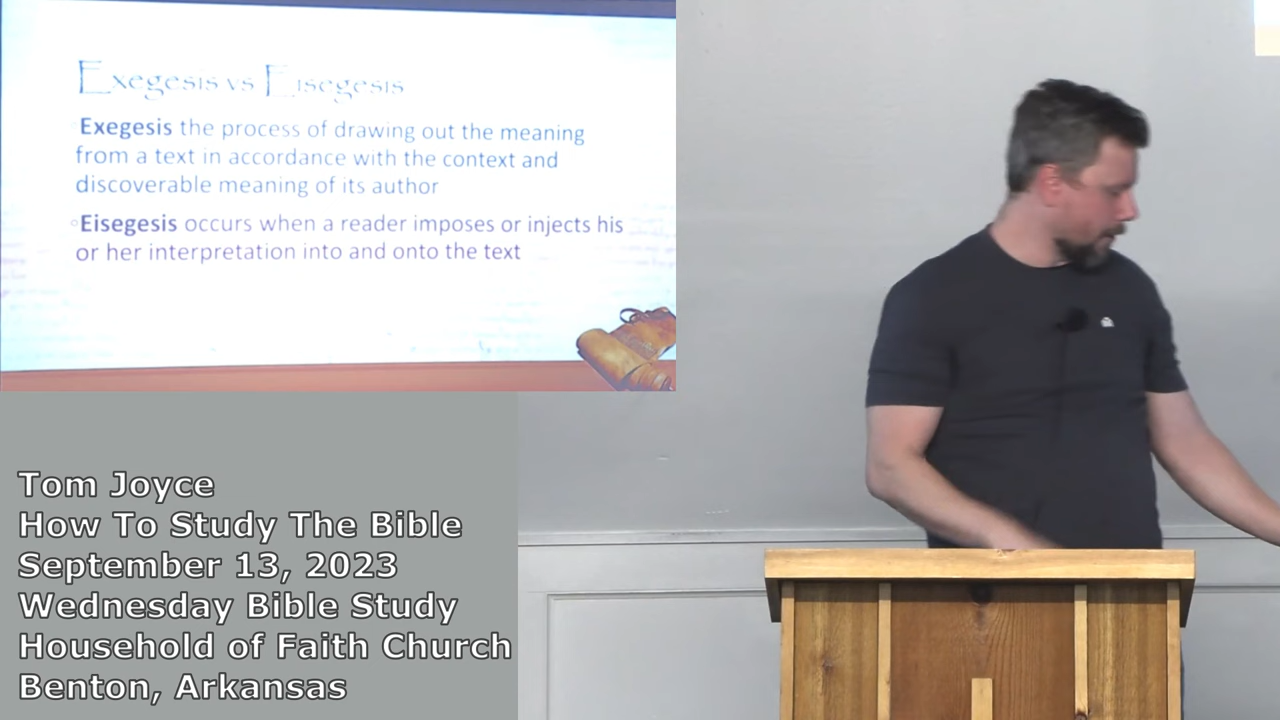 Exegesis vs Eisegesis
◦Exegesis the process of drawing out the meaning
from a text in accordance with the context and
discoverable meaning of its author
◦Eisegesis occurs when a reader imposes or injects his
or her interpretation into and onto the text
Tom Joyce
How To Study The Bible
September 13, 2023
Wednesday Bible Study
Household of Faith Church
Benton, Arkansas